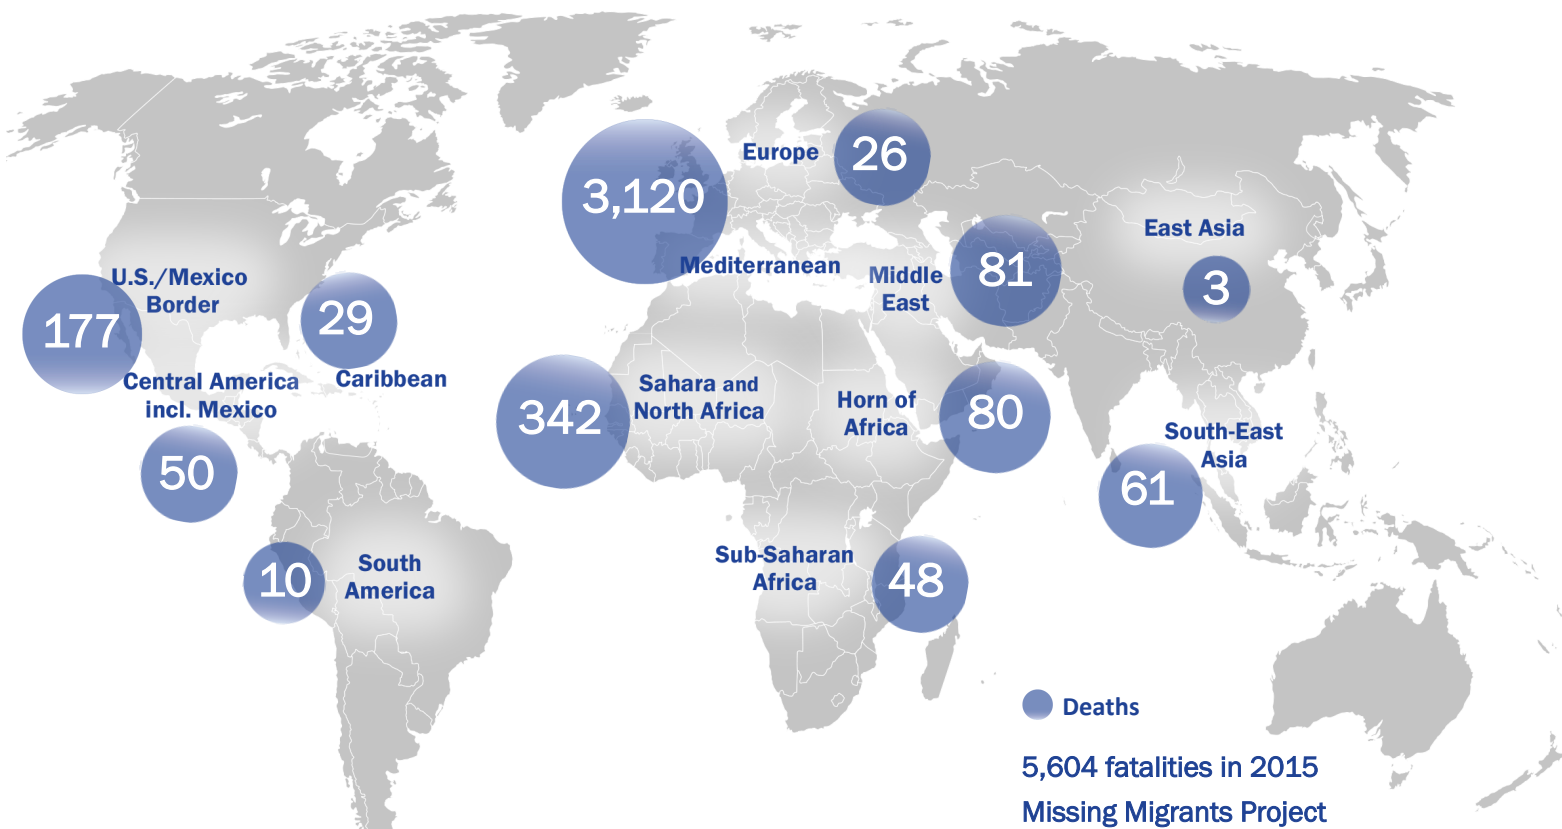 Europe
26
3,120
Mediterranean
East Asia
3
Middle
East
81
U.S./Mexico
Border
177
29
Caribbean
Central America
incl. Mexico
50
342
Sahara and
North Africa
Horn of
Africa
80
South-East
Asia
61
10
South
America
Sub-Saharan
Africa
48
Deaths
5,604 fatalities in 2015
Missing Migrants Project